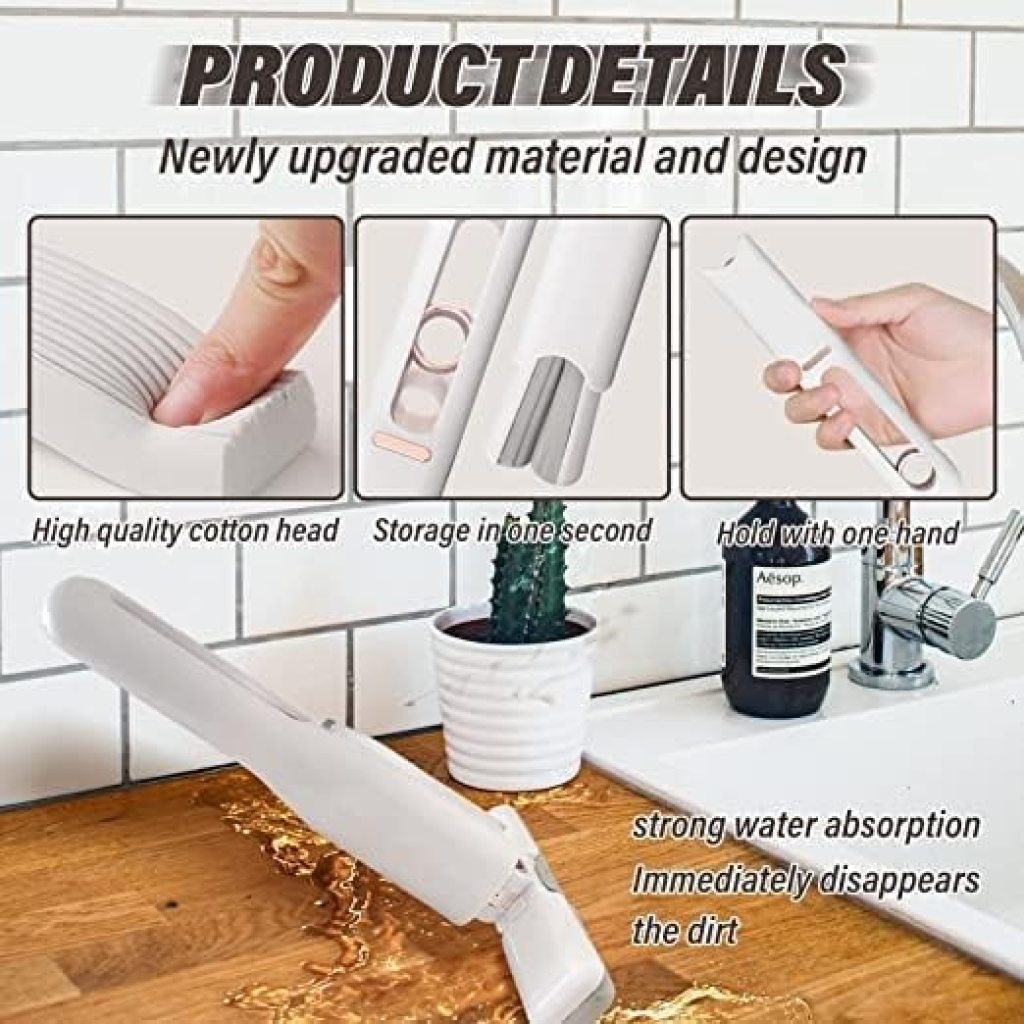 PRODUCT DETAILS
Newly upgraded material and design
High quality cotton head
Storage in one second
Hold with one hand
Aēsop.
strong water absorption
Immediately disappears
the dirt